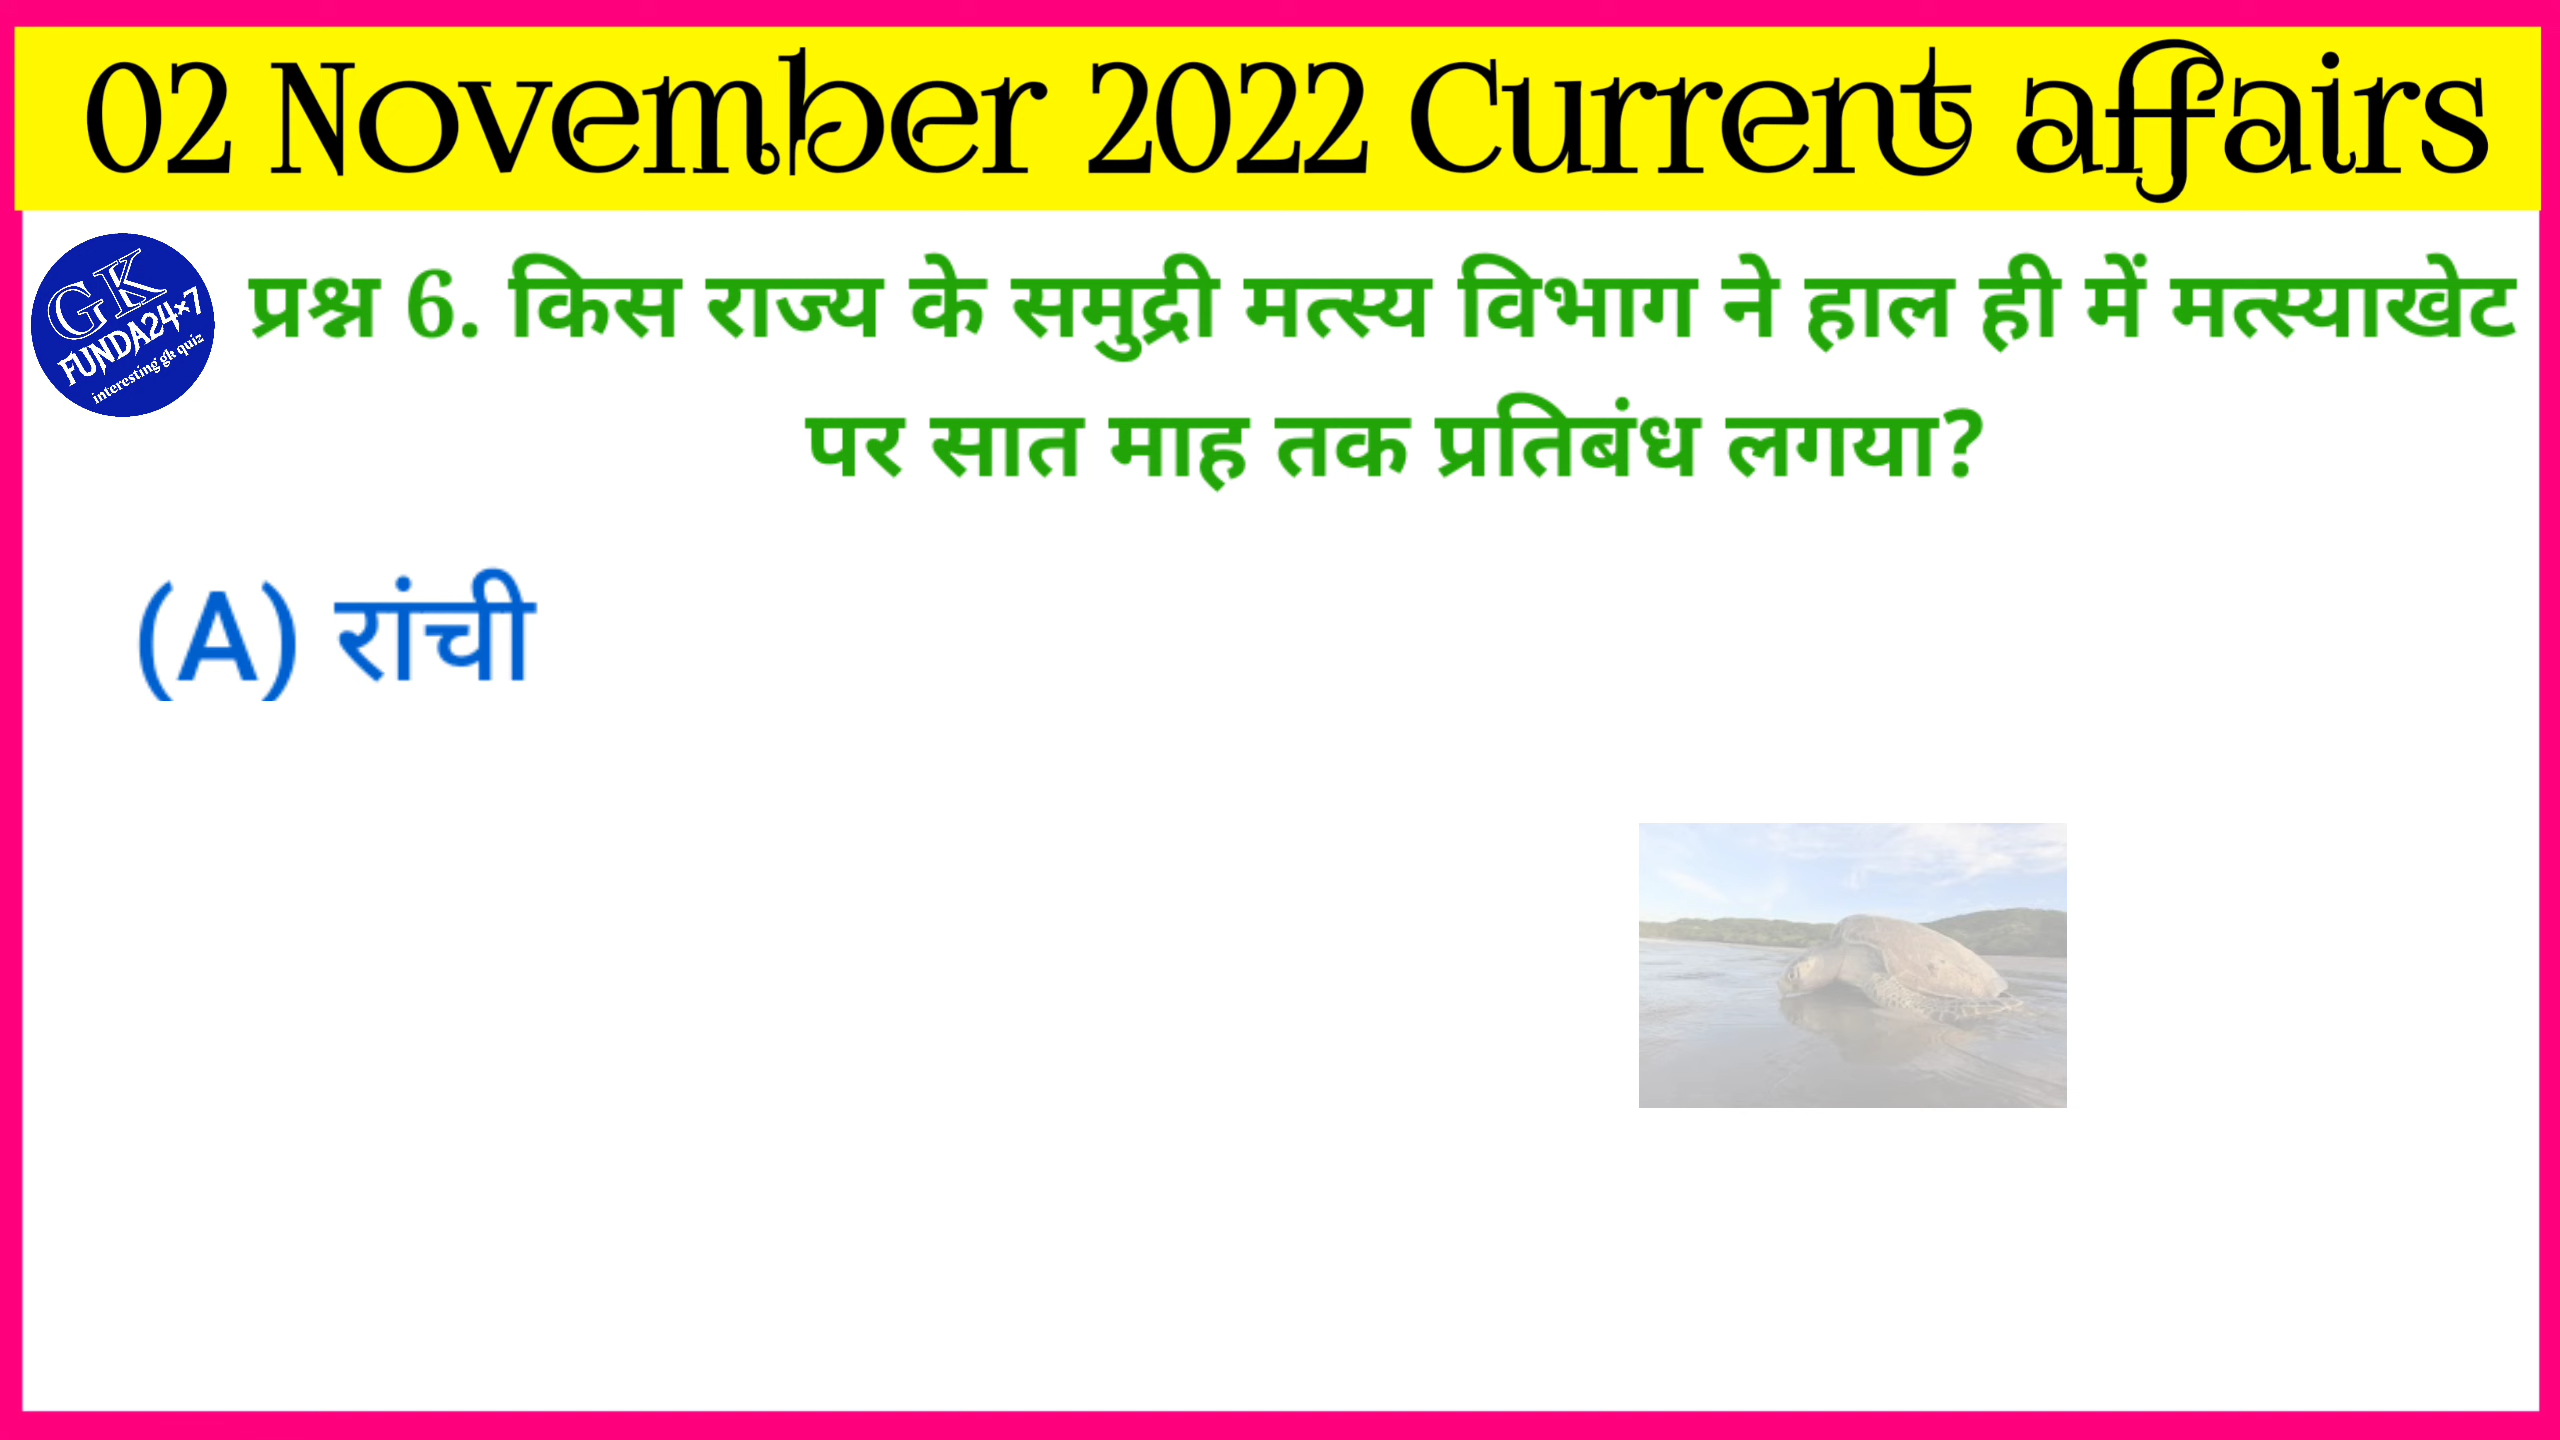 02 November 2022 Current affairs
GK
FUNDA24×7
interesting gk quiz
प्रश्न 6. किस राज्य के समुद्री मत्स्य विभाग ने हाल ही में मत्स्याखेट
पर सात माह तक प्रतिबंध लगया?
(A) रांची